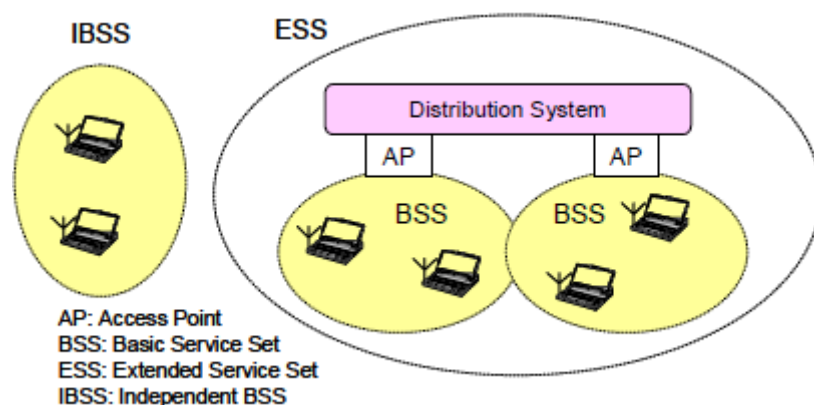 IBSS
ESS
Distribution System
AP
AP
BSS
BSS
AP: Access Point
BSS: Basic Service Set
ESS: Extended Service Set
IBSS: Independent BSS